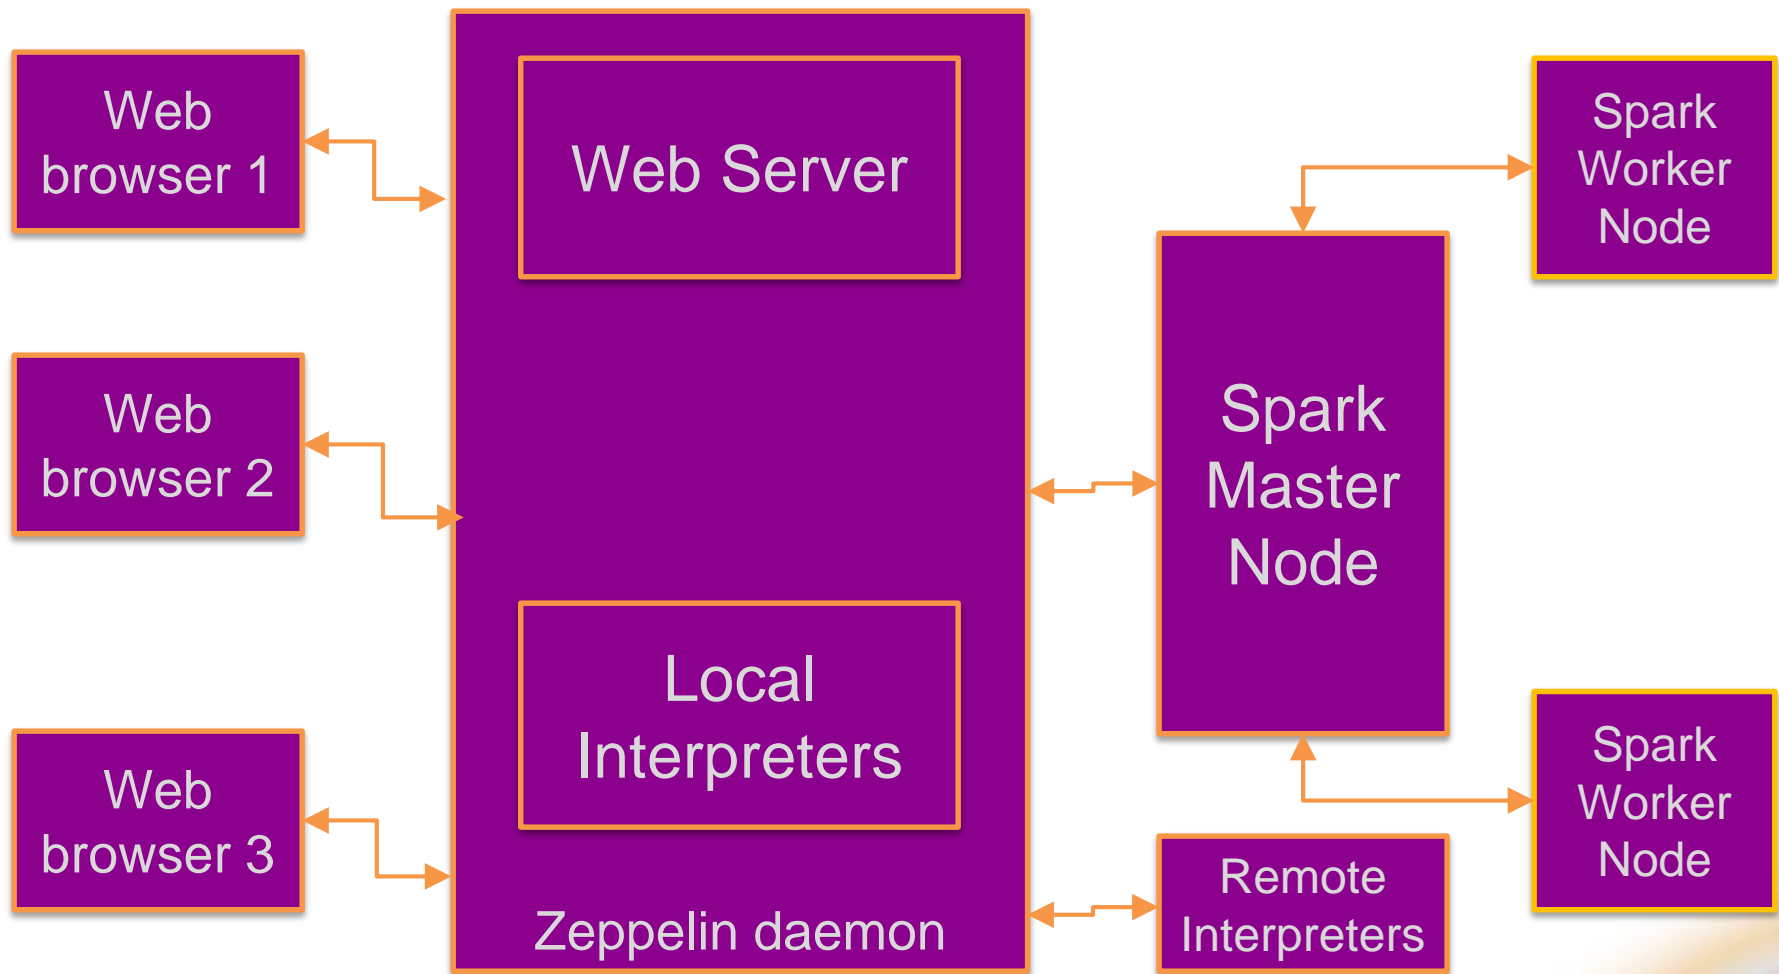 Web
browser 1
Web
browser 2
Web
browser 3
Web Server
Local
Interpreters
Zeppelin daemon
Spark
Master
Node
Remote
Interpreters
Spark
Worker
Node
Spark
Worker
Node